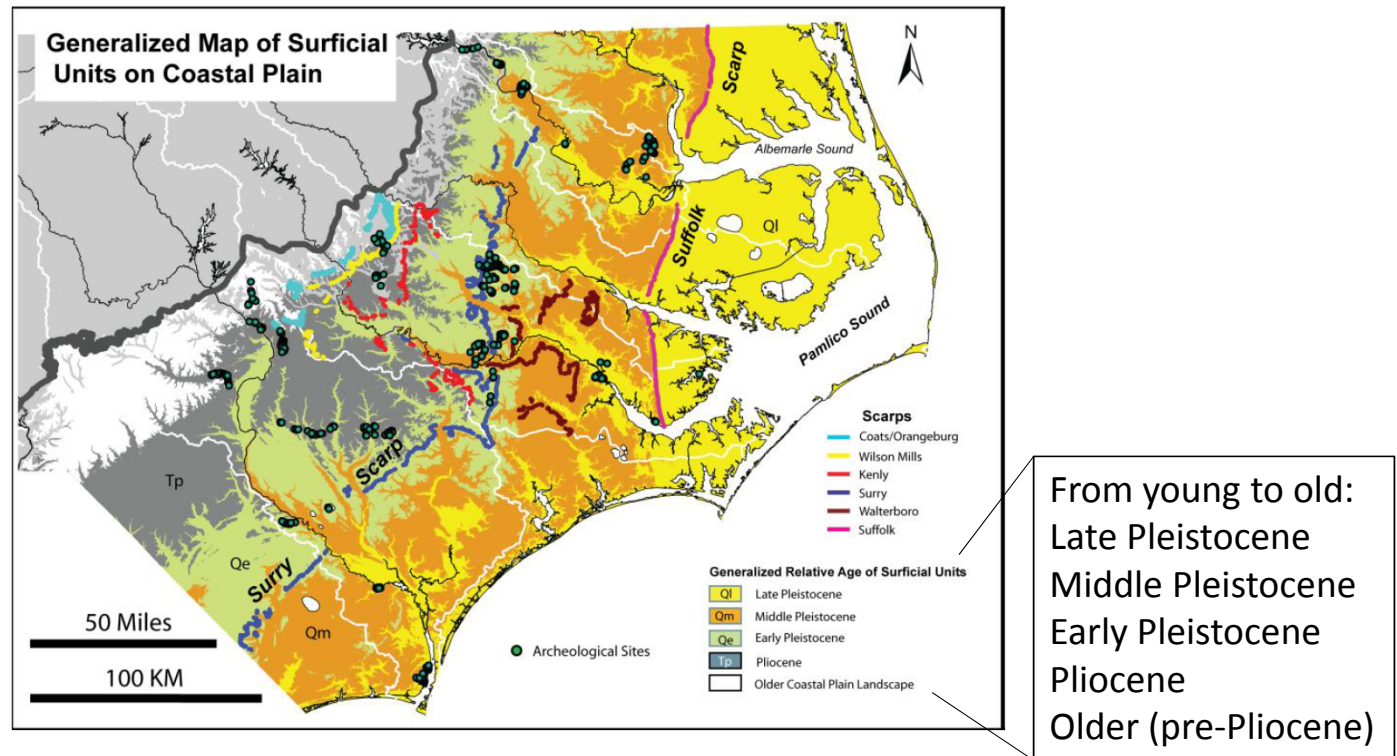 Generalized Map of Surficial
Units on Coastal Plain
N
Scarp
Albemarle Sound
Suffolk
Ql
Pamlico Sound
Scarp
Tp
Qe
Surry
Qm
50 Miles
100 KM
Archeological Sites
Scarps
Coats/Orangeburg
Wilson Mills
Kenly
Surry
Walterboro
Suffolk
Generalized Relative Age of Surficial Units
Ql Late Pleistocene
Qm Middle Pleistocene
Qe Early Pleistocene
Tp Pliocene
Older Coastal Plain Landscape
From young to old:
Late Pleistocene
Middle Pleistocene
Early Pleistocene
Pliocene
Older (pre-Pliocene)